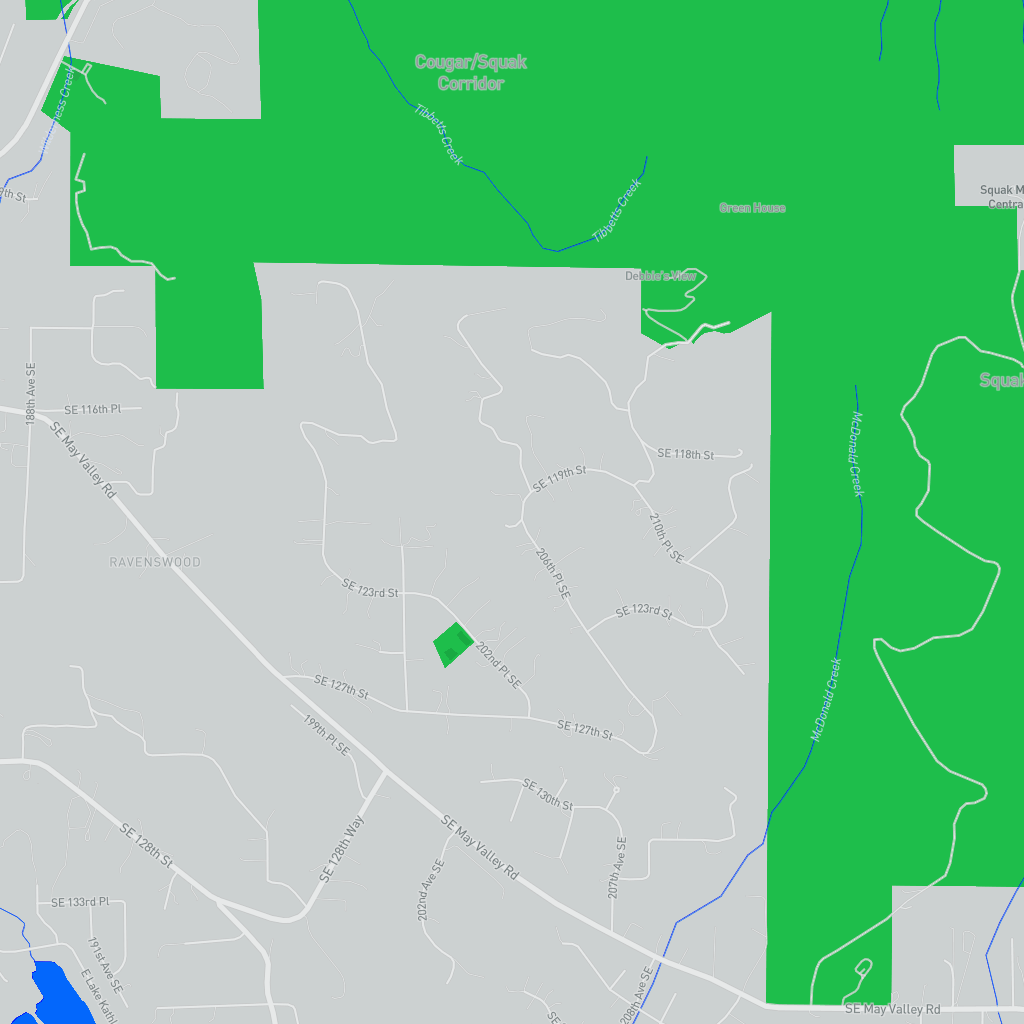 Cougar/Squak
Corridor
Tibbetts Creek
Tibbetts Creek
Green House
Debbie's View
Squak
SE 116th Pl
188th Ave SE
SE May Valley Rd
RAVENSWOOD
SE 118th St
SE 119th St
210th Pl SE
206th Pl SE
McDonald Creek
SE 123rd St
SE 123rd St
202nd Pl SE
SE 127th St
SE 127th St
199th Pl SE
McDonald Creek
SE 130th St
SE 128th St
SE 128th Way
SE May Valley Rd
202nd Ave SE
207th Ave SE
SE 133rd Pl
191st Ave SE
E Lake Kathl
208th Ave SE
SE May Valley Rd